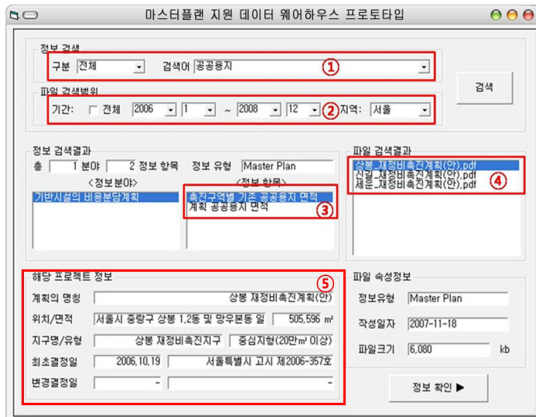 마스터플랜 지원 데이터 웨어하우스 프로토타입
정보 검색
구분 전체 검색어 공공용지 ①
검색
파일 검색범위
기간: 전체 2006 1 ~ 2008 12 ② 지역: 서울
정보 검색결과
총 1 분야 2 정보 항목 정보 유형 Master Plan
<정보분야> <정보 항목>
기반시설의 비용분담계획
촉진구역별 기존 공공용지 면적
계획 공공용지 면적
③
파일 검색결과
상봉_재정비촉진계획(안).pdf
신길_재정비촉진계획(안).pdf
세운_재정비촉진계획(안).pdf
④
해당 프로젝트 정보 ⑤
계획의 명칭 상봉 재정비촉진계획(안)
위치/면적 서울시 중랑구 상봉 1,2동 및 망우본동 일 505,596 ㎡
지구명/유형 상봉 재정비촉진지구 중심지형(20만㎡ 이상)
최초결정일 2006,10,19 서울특별시 고시 제2006-357호
변경결정일 - -
파일 속성정보
정보유형 Master Plan
작성일자 2007-11-18
파일크기 6,080 kb
정보 확인 ▶